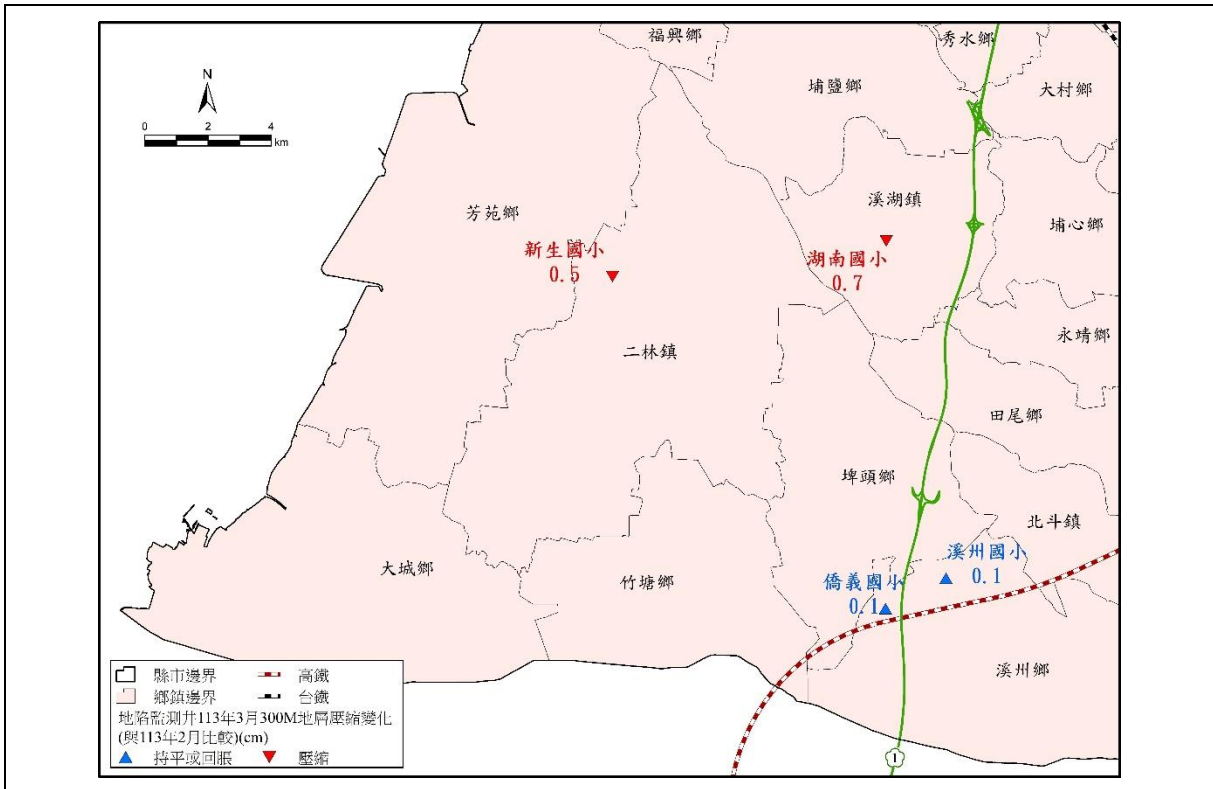 福興鄉
秀水鄉
N
埔鹽鄉
大村鄉
0 2 4
km
芳苑鄉
溪湖鎮
埔心鄉
新生國小
0.5
湖南國小
0.7
二林鎮
永靖鄉
田尾鄉
埤頭鄉
北斗鎮
大城鄉
竹塘鄉
溪州國小
0.1
僑義國小
0.1
溪州鄉
縣市邊界 高鐵
鄉鎮邊界 台鐵
地陷監測井113年3月300M地層壓縮變化
(與113年2月比較)(cm)
持平或回脹 壓縮
1